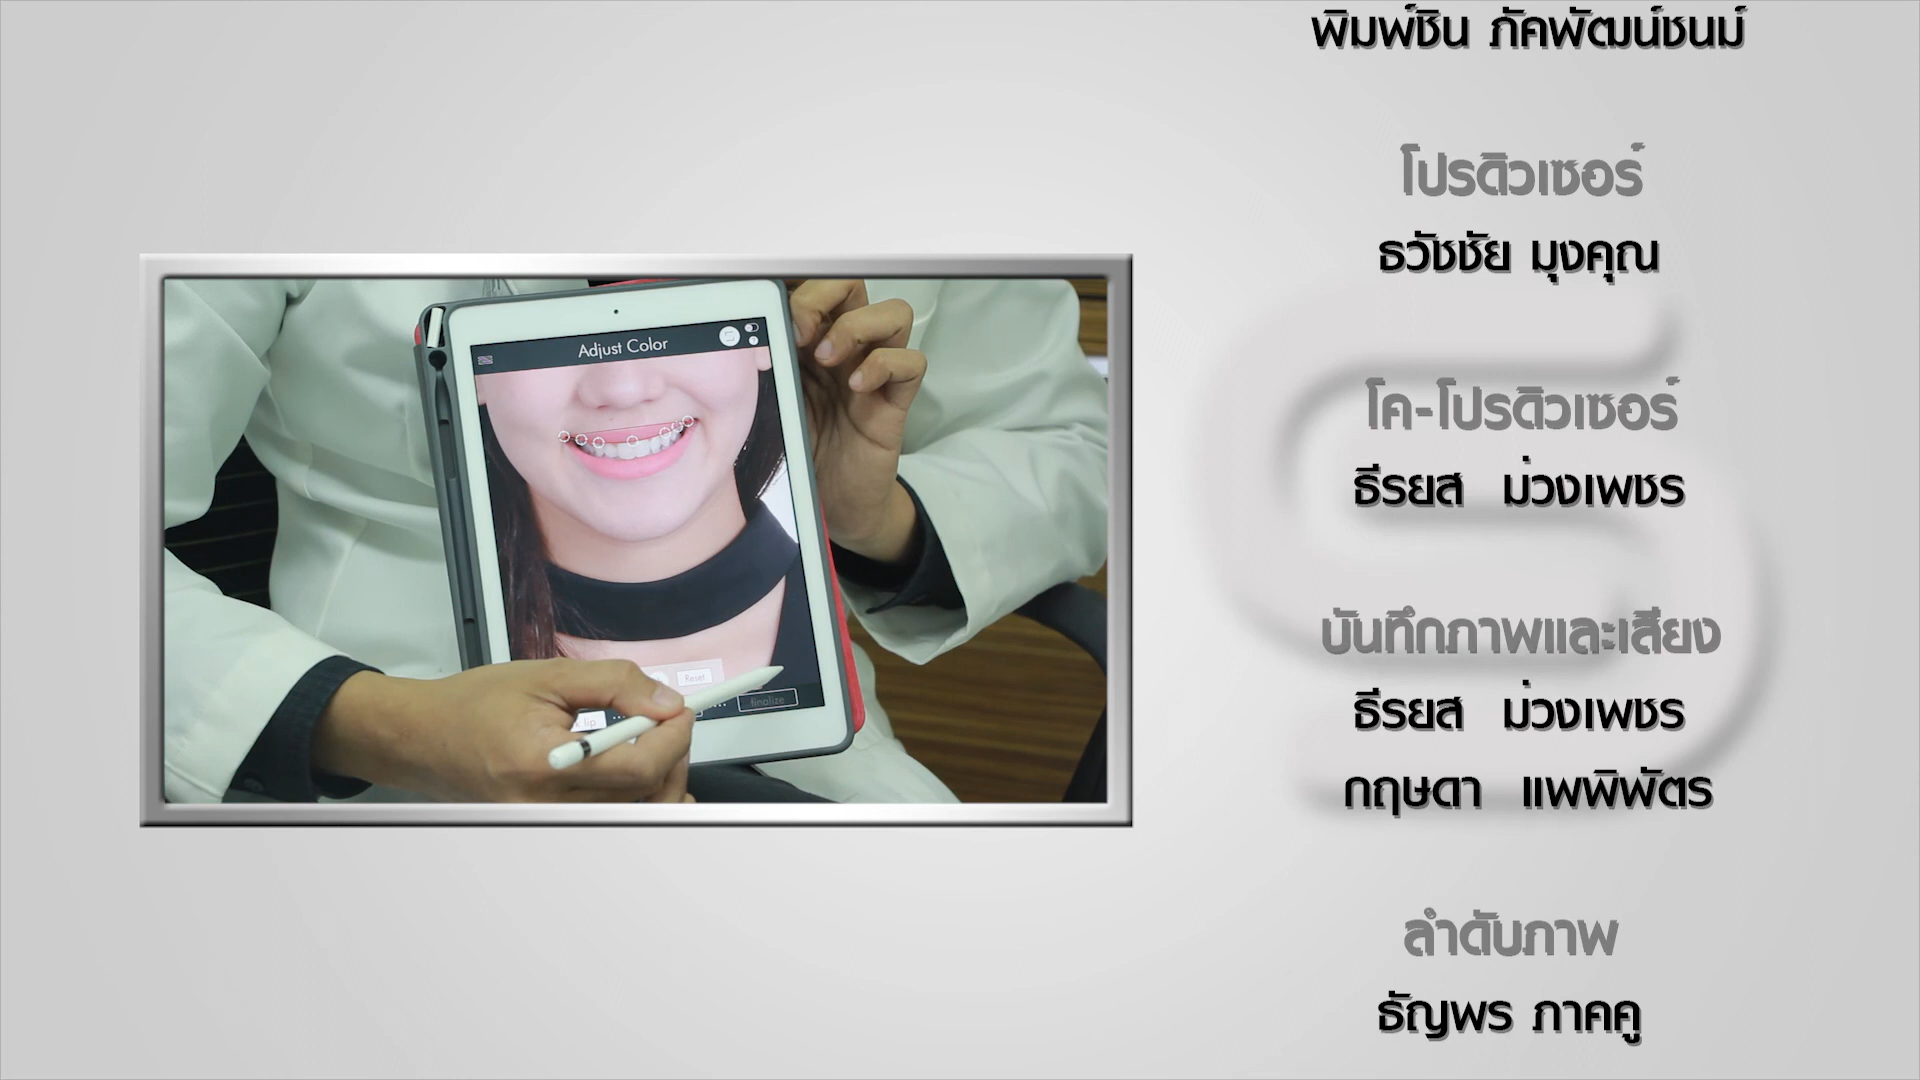 พิมพ์ชิน ภัคพัฒน์ชนม์
โปรดิวเซอร์
ธวัชชัย มุงคุณ
โค-โปรดิวเซอร์
ธีรยส ม่วงเพชร
บันทึกภาพและเสียง
ธีรยส ม่วงเพชร
กฤษดา แพพิพัตร
ลำดับภาพ
ธัญพร ภาคคู
Adjust Color
Reset
lip
finalize